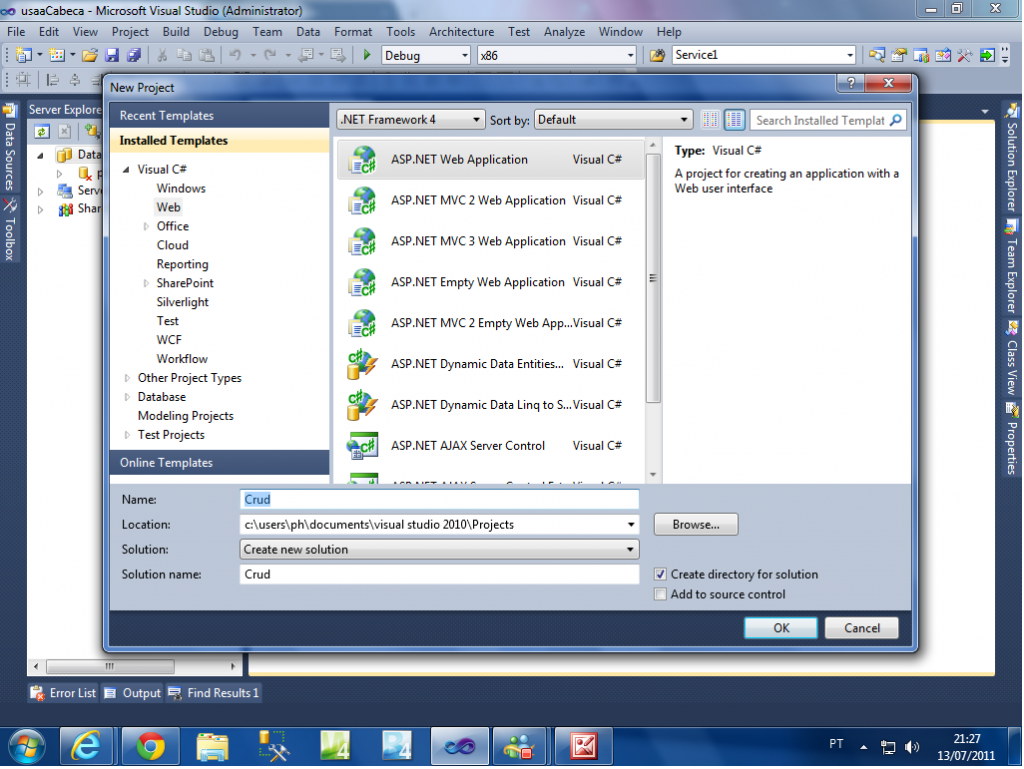 usaaCabeca - Microsoft Visual Studio (Administrator)
File Edit View Project Build Debug Team Data Format Tools Architecture Test Analyze Window Help
Debug x86 Service1
New Project
Recent Templates
.NET Framework 4 Sort by: Default Search Installed Templat
Installed Templates
Visual C#
Windows
Web
Office
Cloud
Reporting
SharePoint
Silverlight
Test
WCF
Workflow
Other Project Types
Database
Modeling Projects
Test Projects
Online Templates
ASP.NET Web Application Visual C#
ASP.NET MVC 2 Web Application Visual C#
ASP.NET MVC 3 Web Application Visual C#
ASP.NET Empty Web Application Visual C#
ASP.NET MVC 2 Empty Web App... Visual C#
ASP.NET Dynamic Data Entities... Visual C#
ASP.NET Dynamic Data Linq to S... Visual C#
ASP.NET AJAX Server Control Visual C#
Type: Visual C#
A project for creating an application with a
Web user interface
Name: Crud
Location: c:\users\ph\documents\visual studio 2010\Projects Browse...
Solution: Create new solution
Solution name: Crud
Create directory for solution
Add to source control
OK Cancel
Server Explore
Data
Serve
Shar
Data Sources
Toolbox
Solution Explorer
Team Explorer
Class View
Properties
Error List Output Find Results 1
PT
21:27
13/07/2011